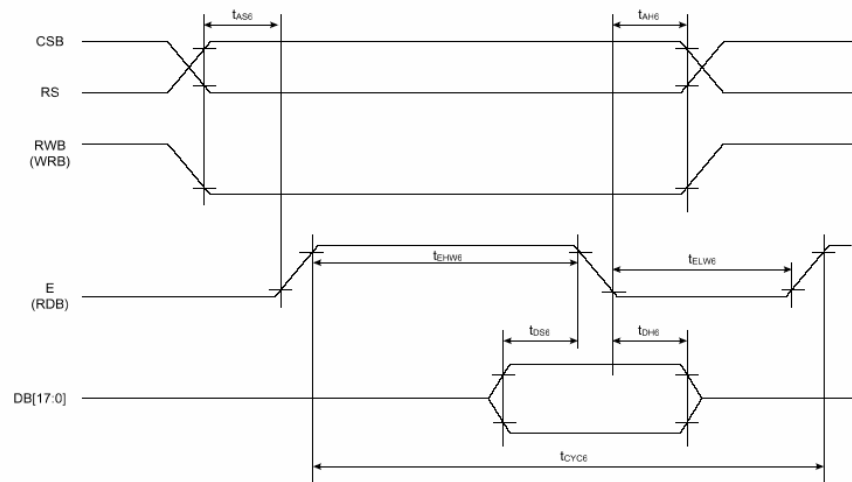 tAS6
tAH6
CSB
RS
RWB
(WRB)
tEHW6
tELW6
E
(RDB)
tDS6
tDH6
DB[17:0]
tCYC6